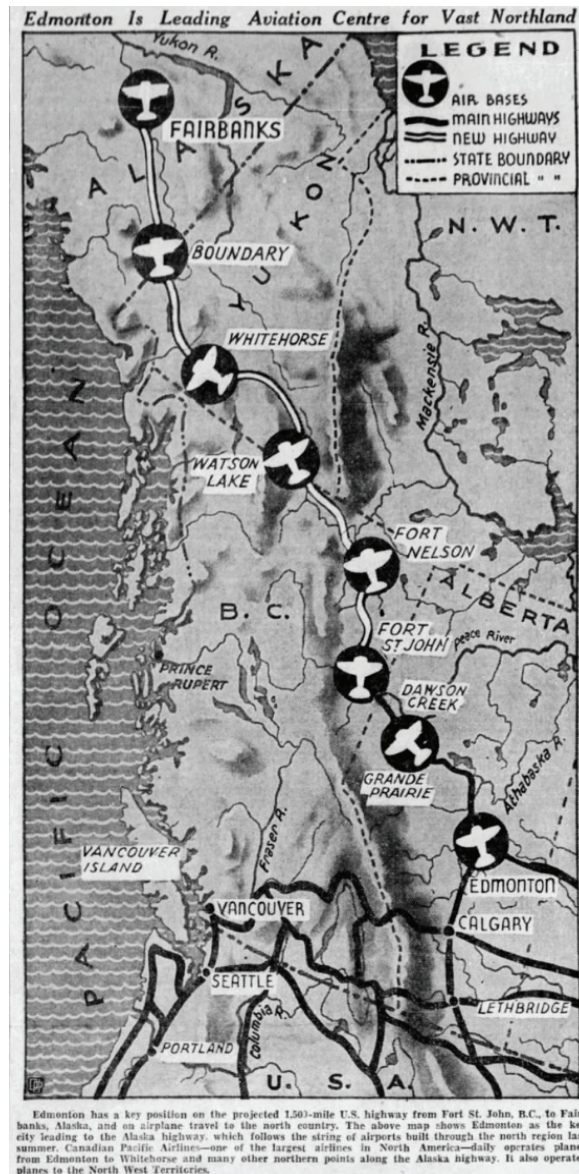 Edmonton Is Leading Aviation Centre for Vast Northland
LEGEND
AIR BASES
MAIN HIGHWAYS
NEW HIGHWAY
STATE BOUNDARY
PROVINCIAL " "
Yukon R.
ALASKA
FAIRBANKS
YUKON
N.W.T.
BOUNDARY
WHITEHORSE
Mackenzie R.
WATSON
LAKE
FORT
NELSON
ALBERTA
B.C.
FORT
ST JOHN
Peace River
PRINCE
RUPERT
DAWSON
CREEK
GRANDE
PRAIRIE
Athabaska R.
PACIFIC OCEAN
Fraser R.
VANCOUVER
ISLAND
EDMONTON
VANCOUVER
CALGARY
SEATTLE
LETHBRIDGE
Columbia R.
PORTLAND
U.S.A.
Edmonton has a key position on the projected 1,500-mile U.S. highway from Fort St. John, B.C., to Fair-
banks, Alaska, and on airplane travel to the north country. The above map shows Edmonton as the key
city leading to the Alaska highway, which follows the string of airports built through the north region las
summer. Canadian Pacific Airlines—one of the largest airlines in North America—daily operates planes
from Edmonton to Whitehorse and many other northern points along the Alaska highway. It also operates
planes to the North West Territories.